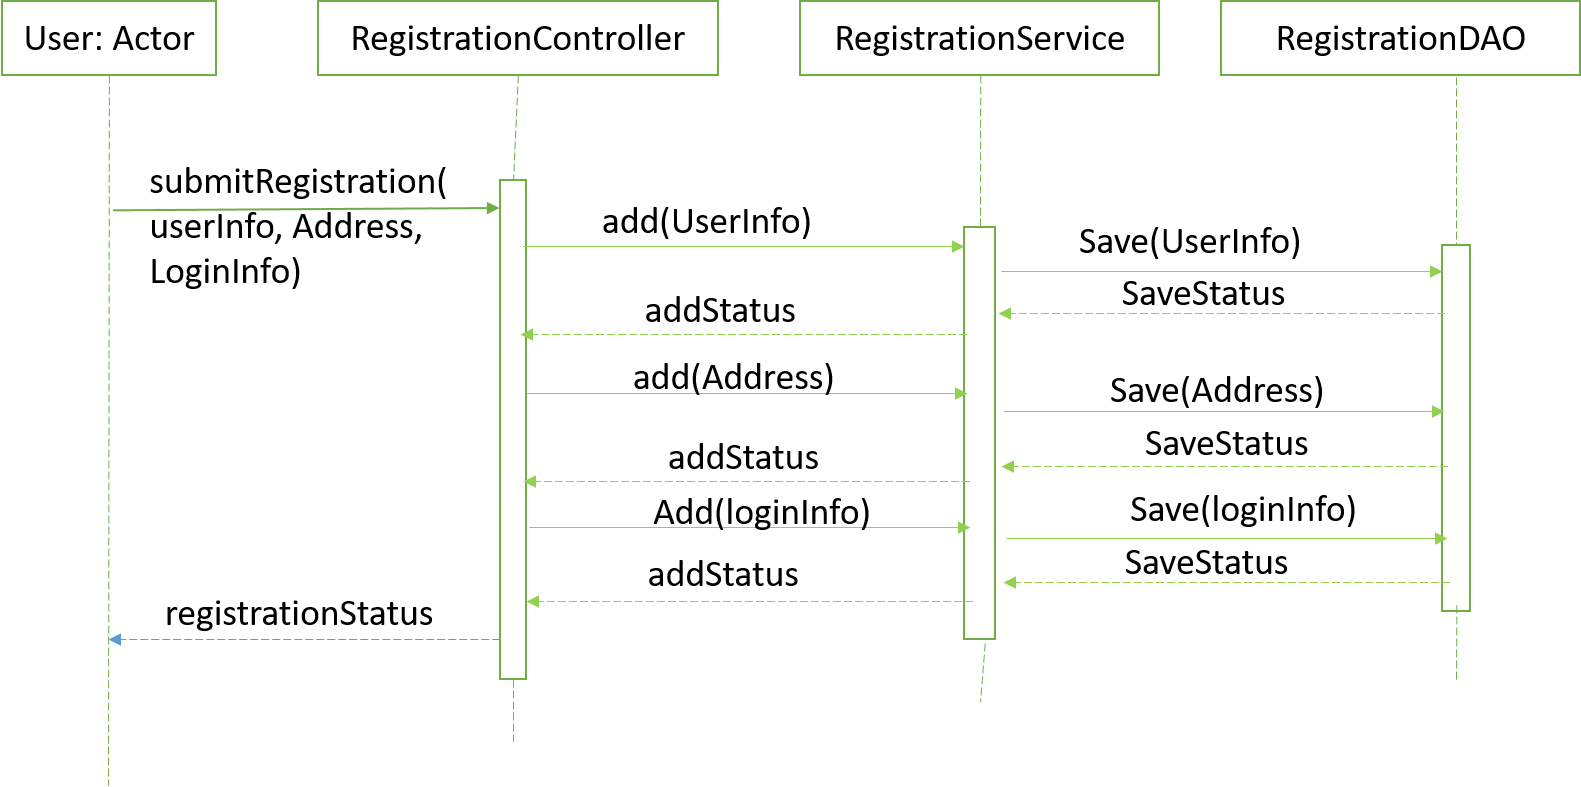 User: Actor
RegistrationController
RegistrationService
RegistrationDAO
submitRegistration(
userInfo, Address,
LoginInfo)
add(UserInfo)
Save(UserInfo)
SaveStatus
addStatus
add(Address)
Save(Address)
SaveStatus
addStatus
Add(loginInfo)
Save(loginInfo)
SaveStatus
addStatus
registrationStatus